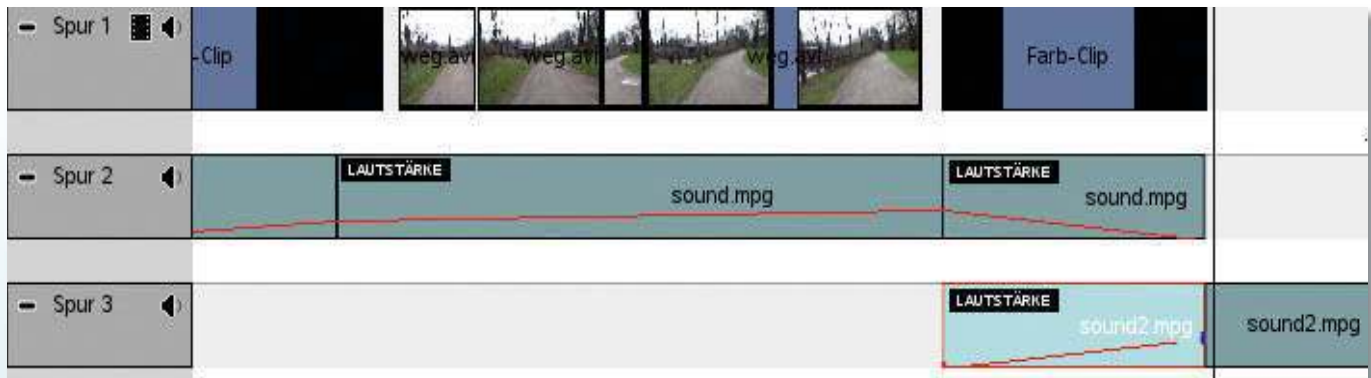 Spur 1
-Clip
weg.avi
weg.avi
weg.avi
Farb-Clip
Spur 2
LAUTSTÄRKE
sound.mpg
LAUTSTÄRKE
sound.mpg
Spur 3
LAUTSTÄRKE
sound2.mpg
sound2.mpg